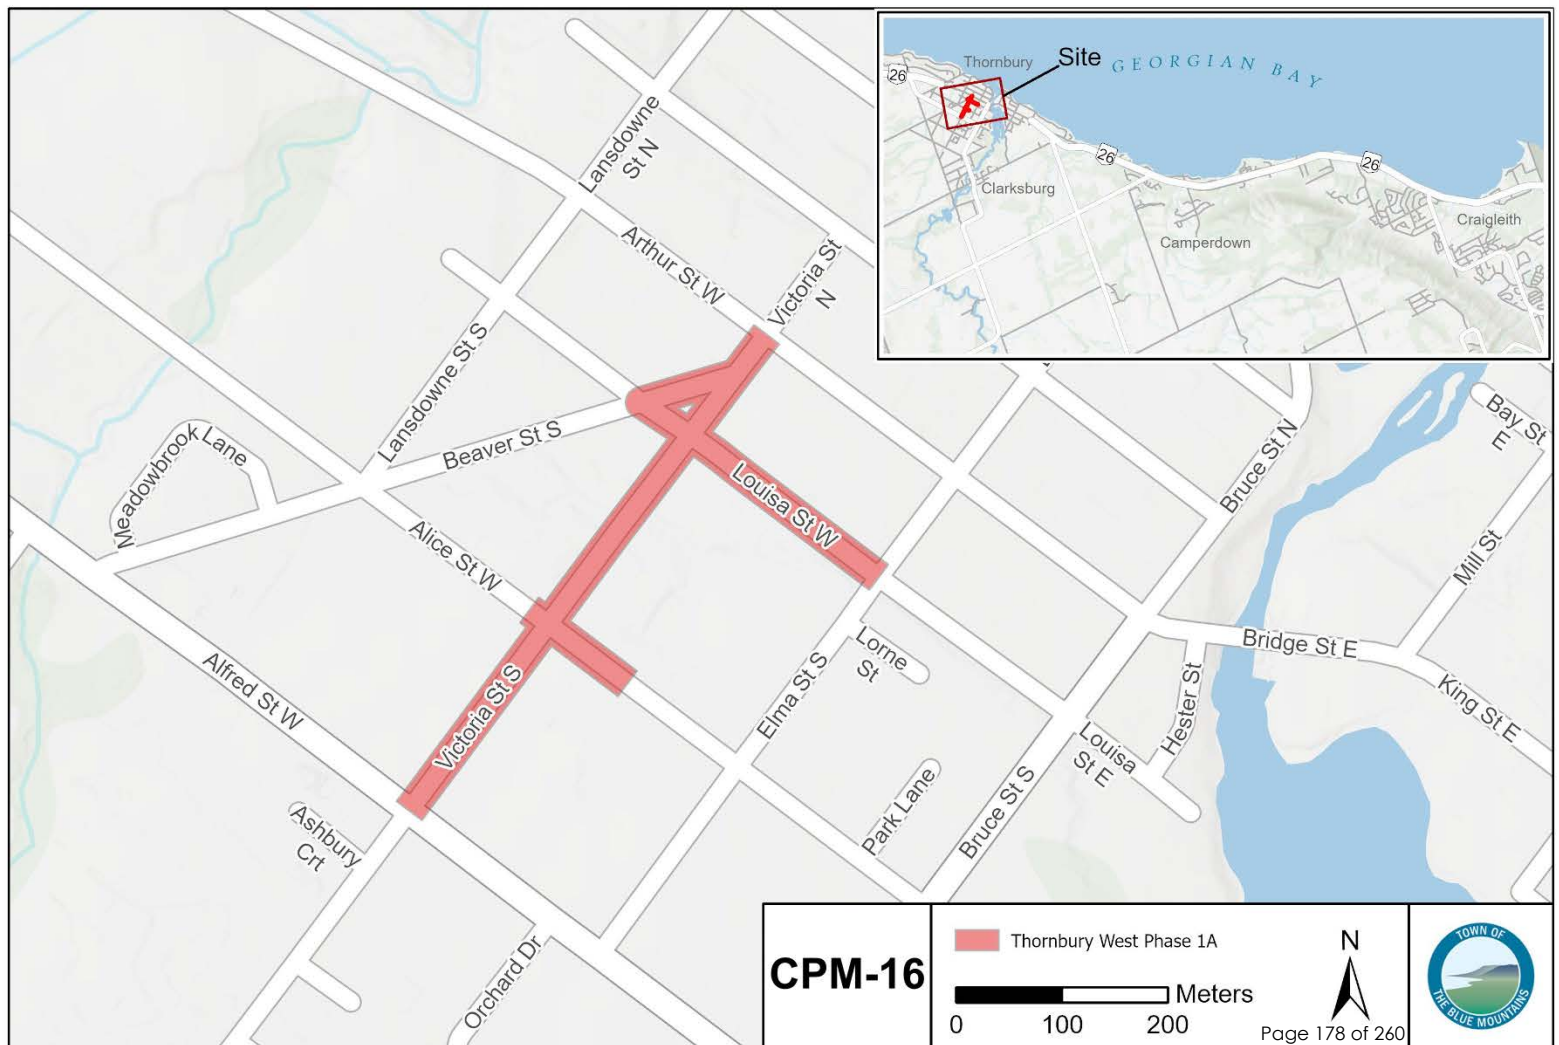 Lansdowne
St N
Arthur St W
Victoria St
N
Lansdowne St S
Beaver St S
Meadowbrook Lane
Louisa St W
Alice St W
Alfred St W
Victoria St S
Ashbury
Crt
Orchard Dr
Elma St S
Lorne
St
Park Lane
Bruce St S
Bruce St N
Louisa
St E
Hester St
Bridge St E
King St E
Mill St
Bay St
E
26
Thornbury
Site
GEORGIAN BAY
26
26
Clarksburg
Camperdown
Craigleith
CPM-16
Thornbury West Phase 1A
Meters
0 100 200
N
Page 178 of 260
TOWN OF
THE BLUE MOUNTAINS